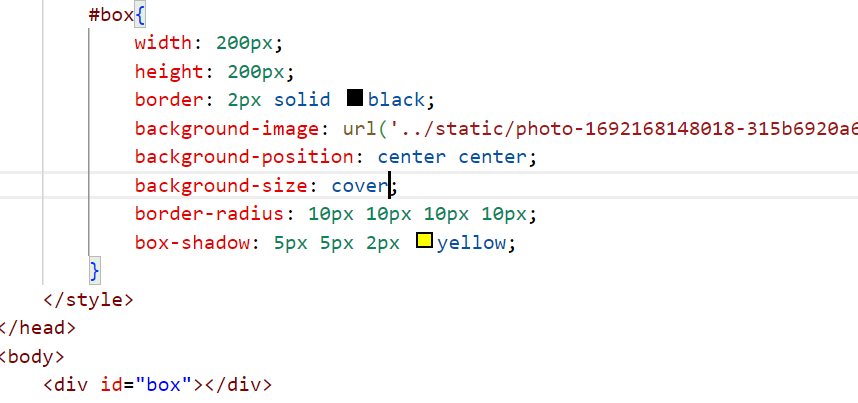 #box{
width: 200px;
height: 200px;
border: 2px solid black;
background-image: url('../static/photo-1692168148018-315b6920a6
background-position: center center;
background-size: cover;
border-radius: 10px 10px 10px 10px;
box-shadow: 5px 5px 2px yellow;
}
</style>
</head>
<body>
<div id="box"></div>